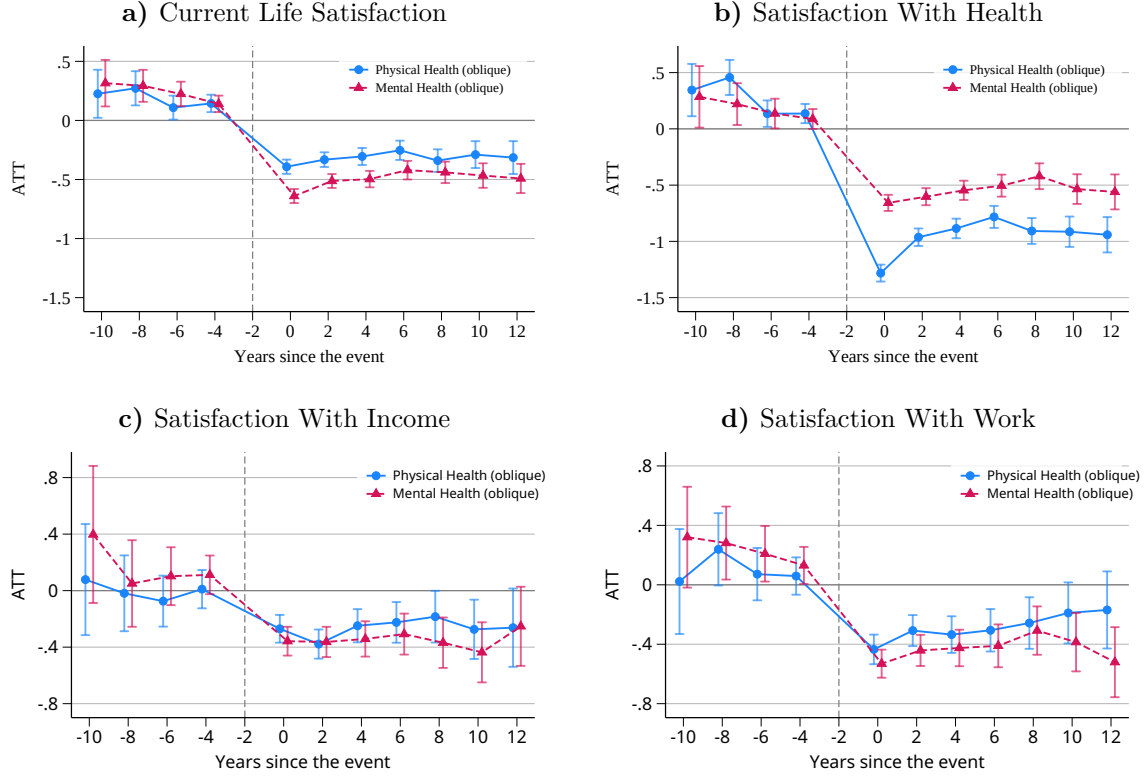 a) Current Life Satisfaction
.5
0
-.5
-1
-1.5
ATT
Physical Health (oblique)
Mental Health (oblique)
-10 -8 -6 -4 -2 0 2 4 6 8 10 12
Years since the event
b) Satisfaction With Health
.5
0
-.5
-1
-1.5
ATT
Physical Health (oblique)
Mental Health (oblique)
-10 -8 -6 -4 -2 0 2 4 6 8 10 12
Years since the event
c) Satisfaction With Income
.8
.4
0
-.4
-.8
ATT
Physical Health (oblique)
Mental Health (oblique)
-10 -8 -6 -4 -2 0 2 4 6 8 10 12
Years since the event
d) Satisfaction With Work
.8
.4
0
-.4
-.8
ATT
Physical Health (oblique)
Mental Health (oblique)
-10 -8 -6 -4 -2 0 2 4 6 8 10 12
Years since the event